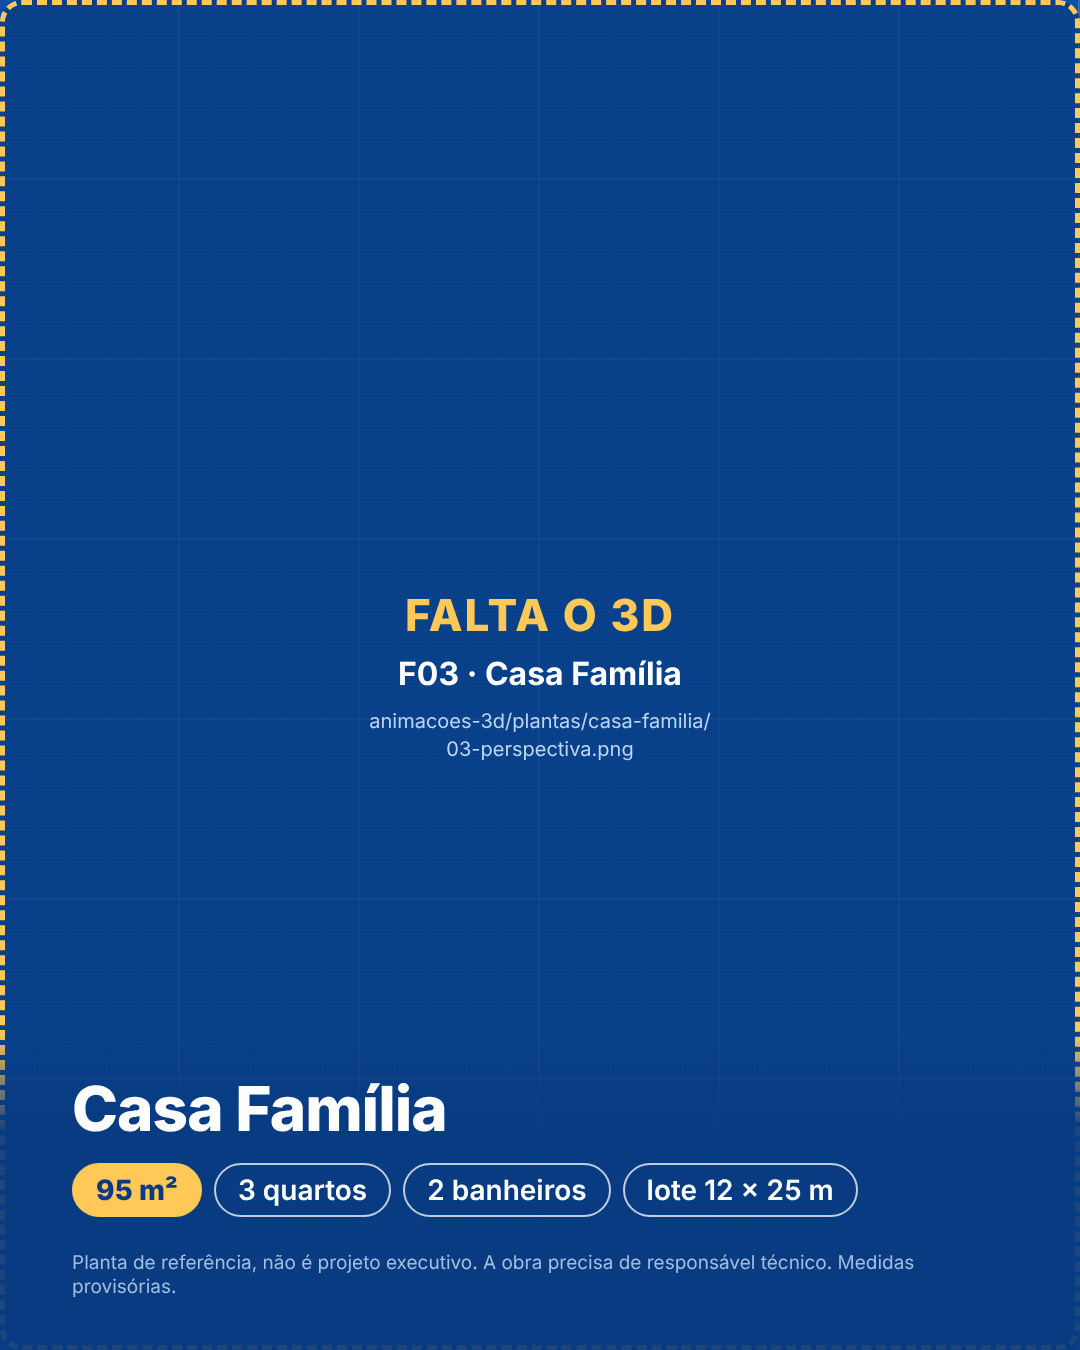 FALTA O 3D
F03 · Casa Família
animacoes-3d/plantas/casa-familia/
03-perspectiva.png
Casa Família
95 m²
3 quartos
2 banheiros
lote 12 × 25 m
Planta de referência, não é projeto executivo. A obra precisa de responsável técnico. Medidas
provisórias.